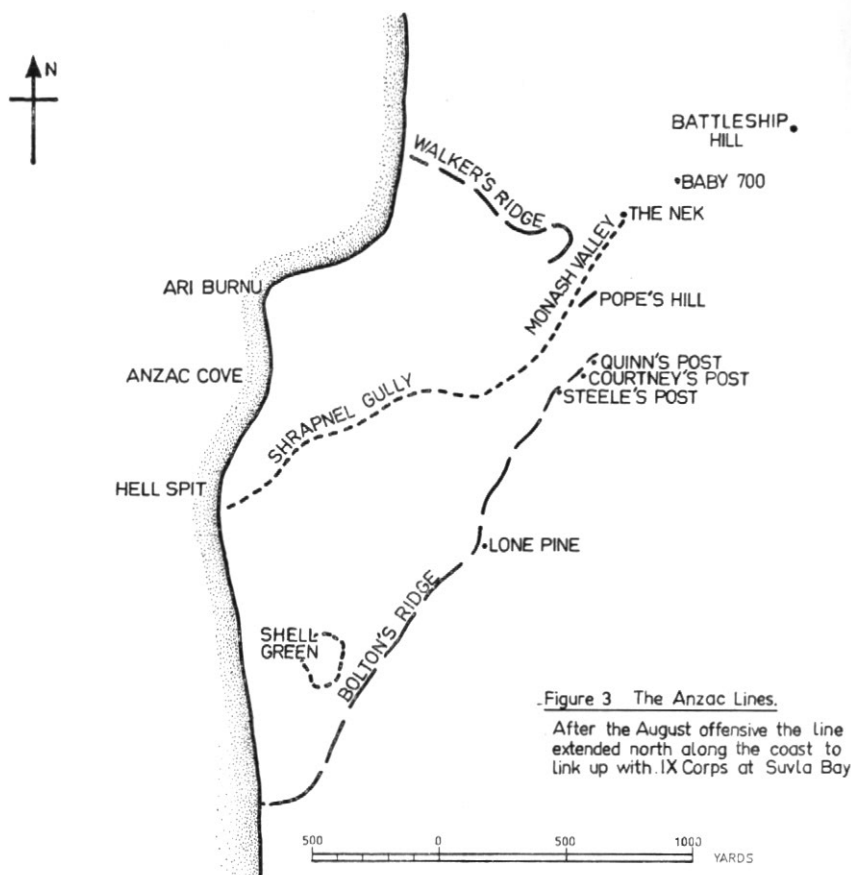 N
BATTLESHIP
HILL
WALKER'S RIDGE
BABY 700
THE NEK
MONASH VALLEY
ARI BURNU
POPE'S HILL
ANZAC COVE
QUINN'S POST
COURTNEY'S POST
STEELE'S POST
SHRAPNEL GULLY
HELL SPIT
LONE PINE
BOLTON'S RIDGE
SHELL
GREEN
Figure 3 The Anzac Lines.
After the August offensive the line
extended north along the coast to
link up with IX Corps at Suvla Bay
500 0 500 1000
YARDS